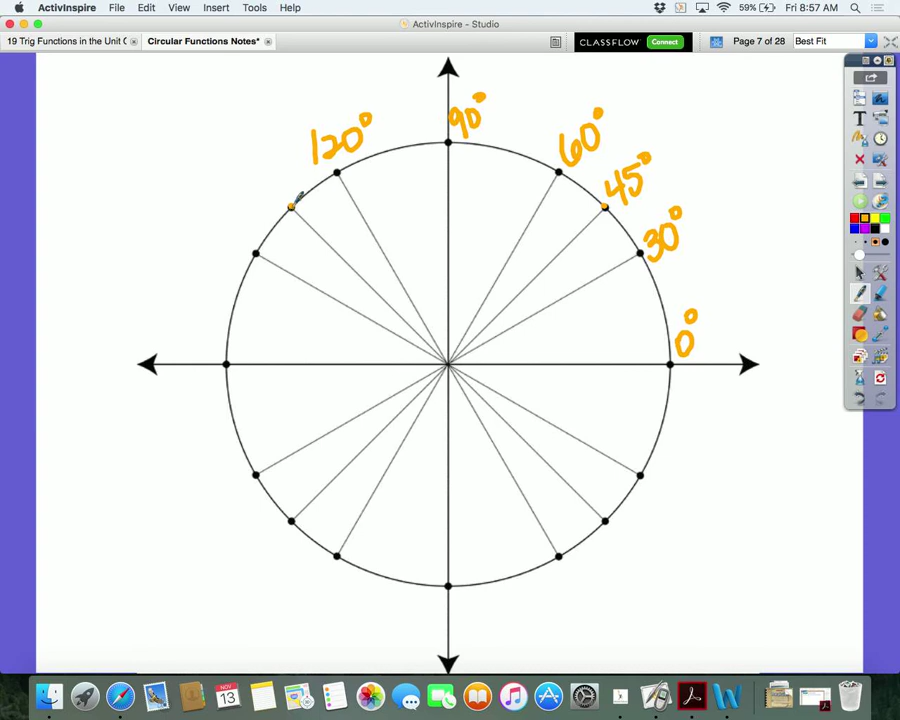 ActivInspire File Edit View Insert Tools Help
59% Fri 8:57 AM
ActivInspire - Studio
19 Trig Functions in the Unit C
Circular Functions Notes*
CLASSFLOW Connect
Page 7 of 28
Best Fit
120°
90°
60°
45°
30°
0°
T
NOV
13
W